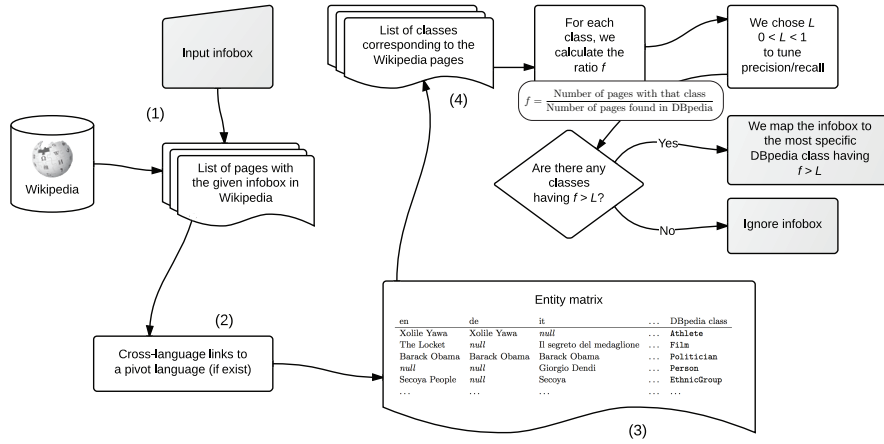 Input infobox
(1)
Wikipedia
List of pages with
the given infobox in
Wikipedia
(2)
Cross-language links to
a pivot language (if exist)
Entity matrix
en de it ... DBpedia class
Xolile Yawa Xolile Yawa null ... Athlete
The Locket null Il segreto del medaglione ... Film
Barack Obama Barack Obama Barack Obama ... Politician
null null Giorgio Dendi ... Person
Secoya People null Secoya ... EthnicGroup
... ... ... ... ...
(3)
List of classes
corresponding to the
Wikipedia pages
(4)
For each
class, we
calculate the
ratio f
f = Number of pages with that class / Number of pages found in DBpedia
We chose L
0 < L < 1
to tune
precision/recall
Are there any
classes
having f > L?
Yes
We map the infobox to
the most specific
DBpedia class having
f > L
No
Ignore infobox